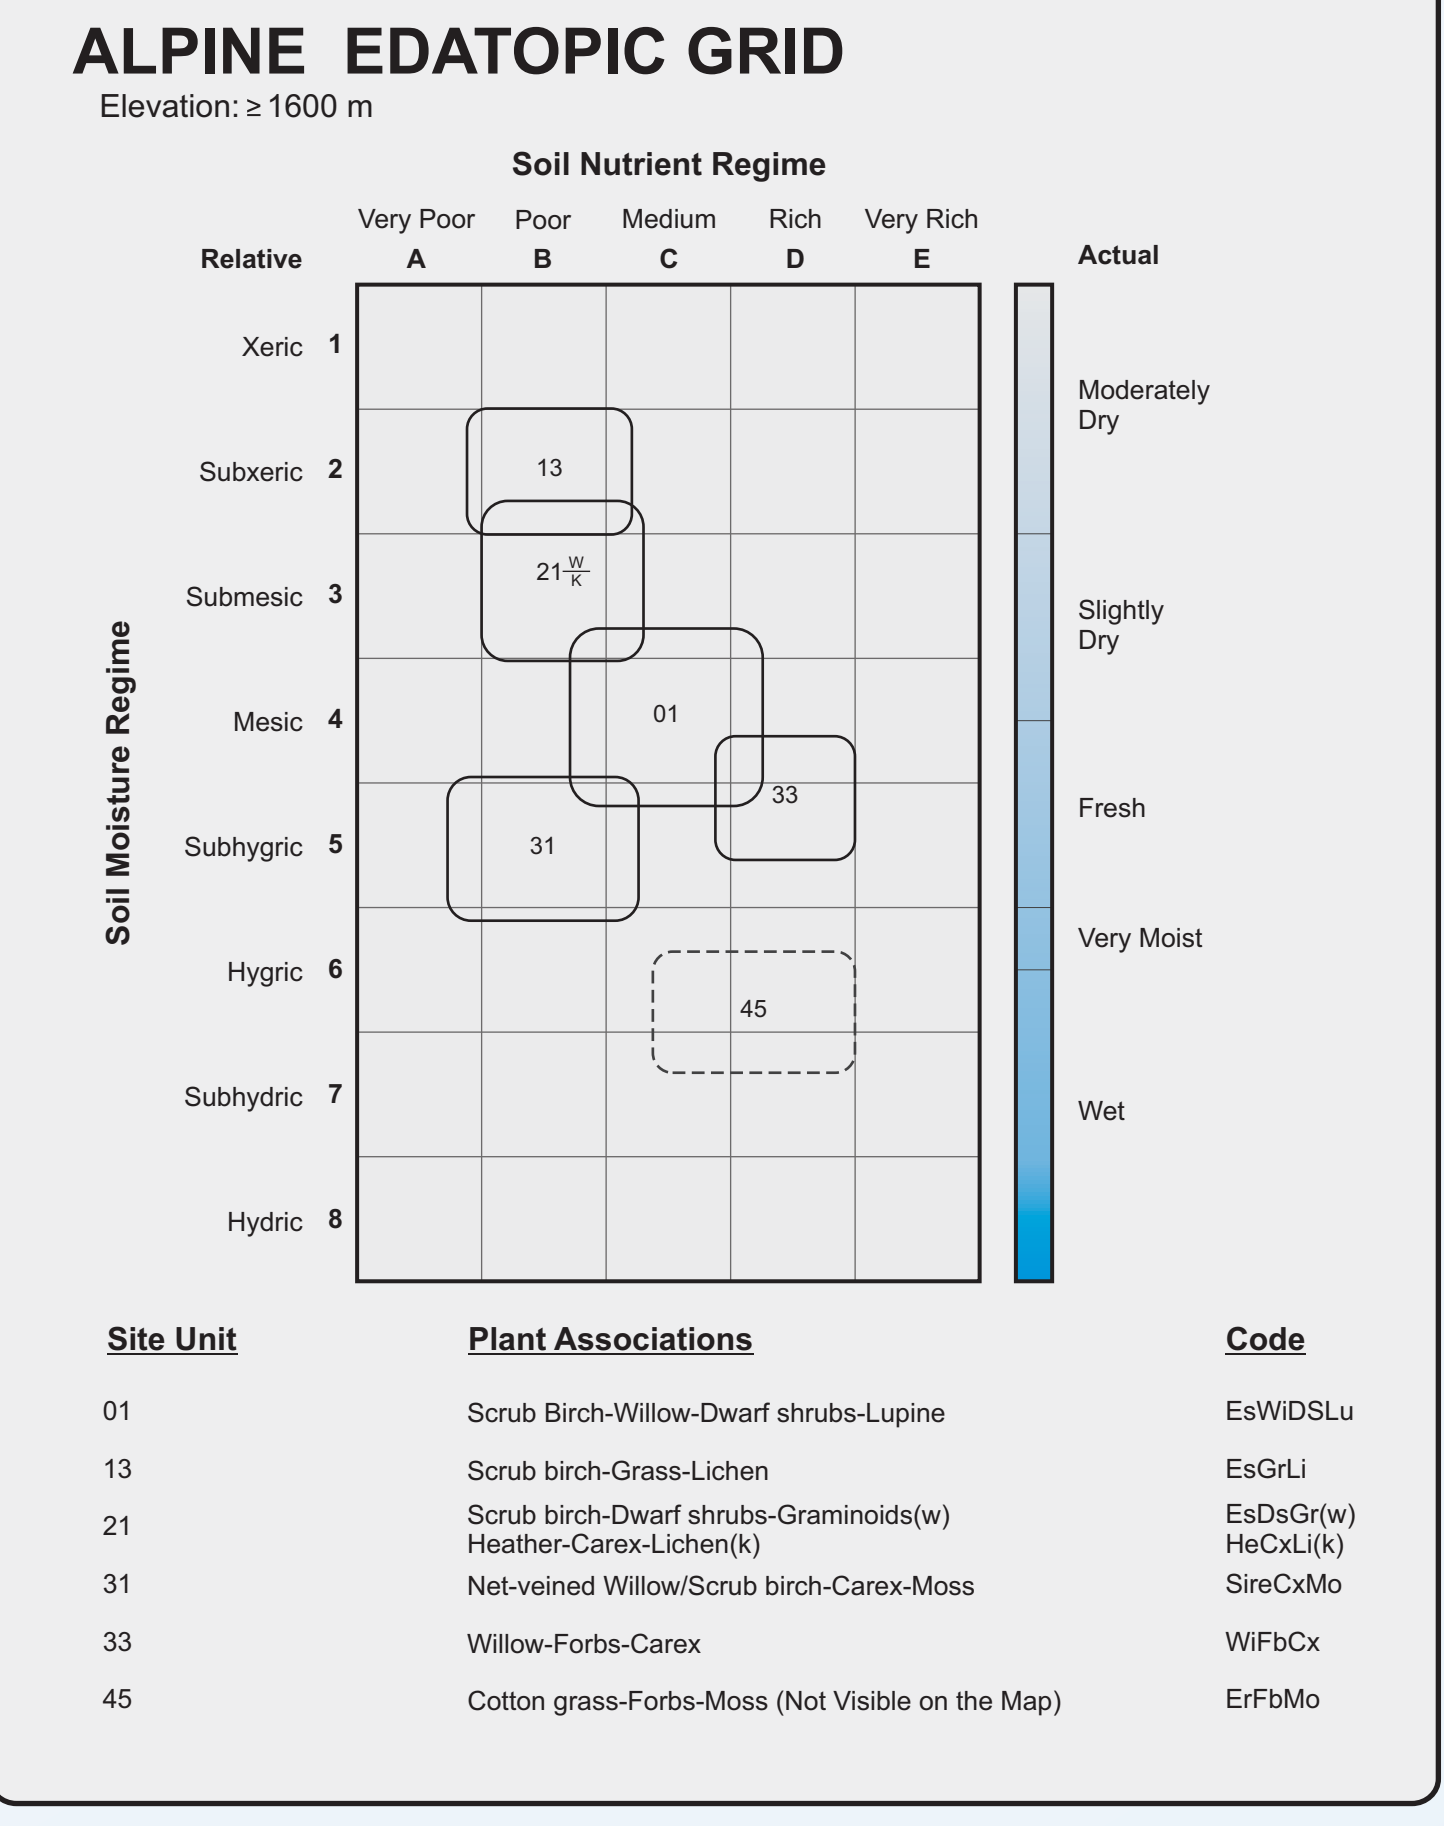 ALPINE EDATOPIC GRID
Elevation: ≥ 1600 m
Soil Nutrient Regime
Very Poor Poor Medium Rich Very Rich
Relative A B C D E Actual
Soil Moisture Regime
Xeric 1
Subxeric 2
Submesic 3
Mesic 4
Subhygric 5
Hygric 6
Subhydric 7
Hydric 8
13
21 W
K
01
33
31
45
Moderately
Dry
Slightly
Dry
Fresh
Very Moist
Wet
Site Unit Plant Associations Code
01 Scrub Birch-Willow-Dwarf shrubs-Lupine EsWiDSLu
13 Scrub birch-Grass-Lichen EsGrLi
21 Scrub birch-Dwarf shrubs-Graminoids(w) EsDsGr(w)
Heather-Carex-Lichen(k) HeCxLi(k)
31 Net-veined Willow/Scrub birch-Carex-Moss SireCxMo
33 Willow-Forbs-Carex WiFbCx
45 Cotton grass-Forbs-Moss (Not Visible on the Map) ErFbMo